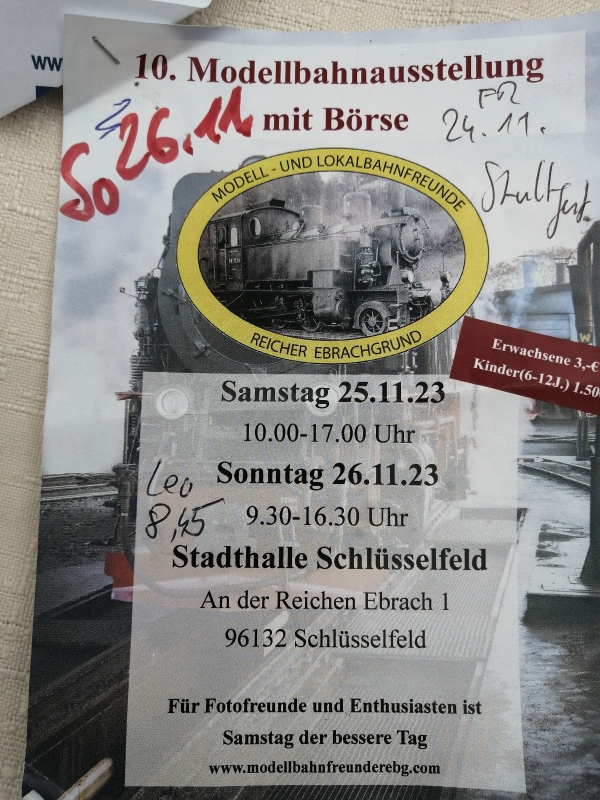 ww
10. Modellbahnausstellung
mit Börse
So 26.11
FR
24.11.
Stuttgart
MODELL - UND LOKALBAHNFREUNDE
REICHER EBRACHGRUND
Erwachsene 3,-€
Kinder(6-12J.) 1.50
Samstag 25.11.23
10.00-17.00 Uhr
Sonntag 26.11.23
Leo
8,45
9.30-16.30 Uhr
Stadthalle Schlüsselfeld
An der Reichen Ebrach 1
96132 Schlüsselfeld
Für Fotofreunde und Enthusiasten ist
Samstag der bessere Tag
www.modellbahnfreunderebg.com